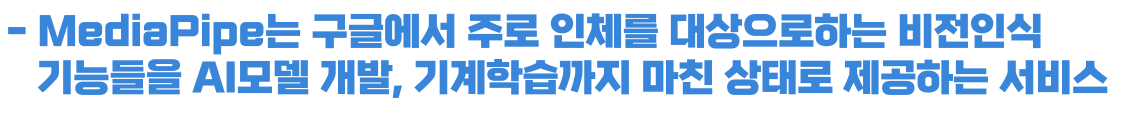 - MediaPipe는 구글에서 주로 인체를 대상으로하는 비전인식
기능들을 AI모델 개발, 기계학습까지 마친 상태로 제공하는 서비스